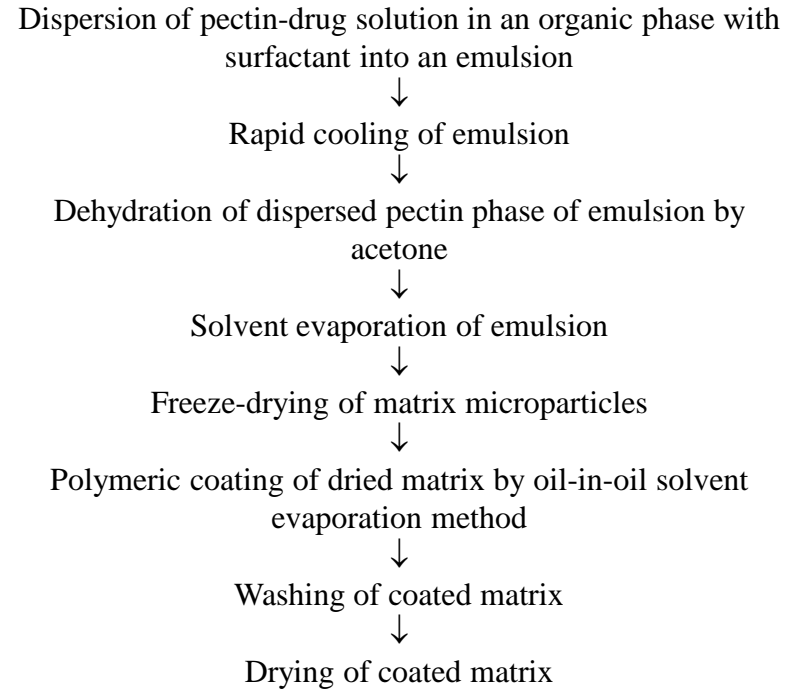 Dispersion of pectin-drug solution in an organic phase with
surfactant into an emulsion
↓
Rapid cooling of emulsion
↓
Dehydration of dispersed pectin phase of emulsion by
acetone
↓
Solvent evaporation of emulsion
↓
Freeze-drying of matrix microparticles
↓
Polymeric coating of dried matrix by oil-in-oil solvent
evaporation method
↓
Washing of coated matrix
↓
Drying of coated matrix